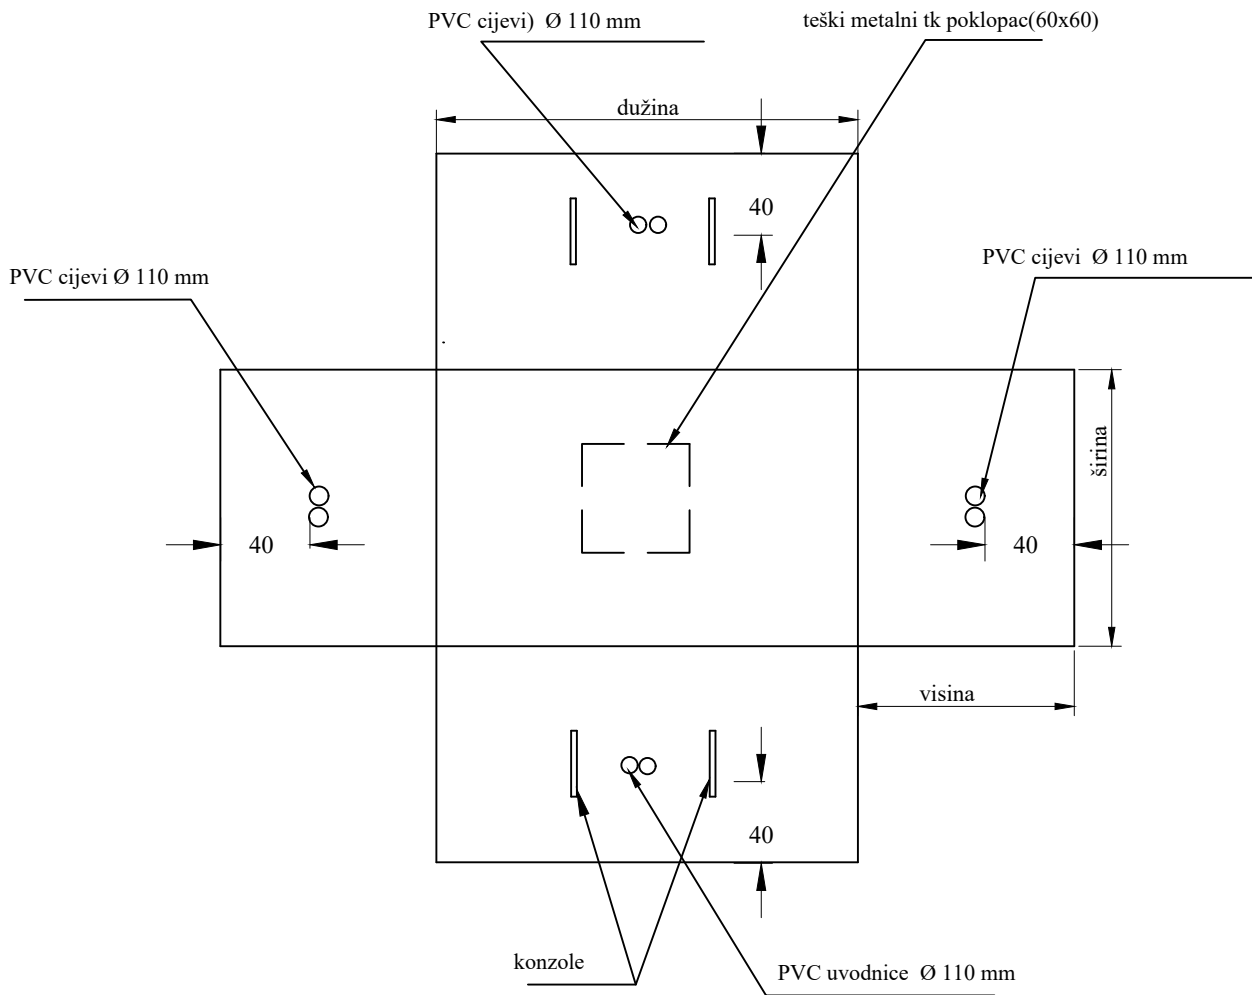 PVC cijevi) Ø 110 mm
teški metalni tk poklopac(60x60)
dužina
40
PVC cijevi Ø 110 mm
PVC cijevi Ø 110 mm
širina
40
40
visina
40
konzole
PVC uvodnice Ø 110 mm